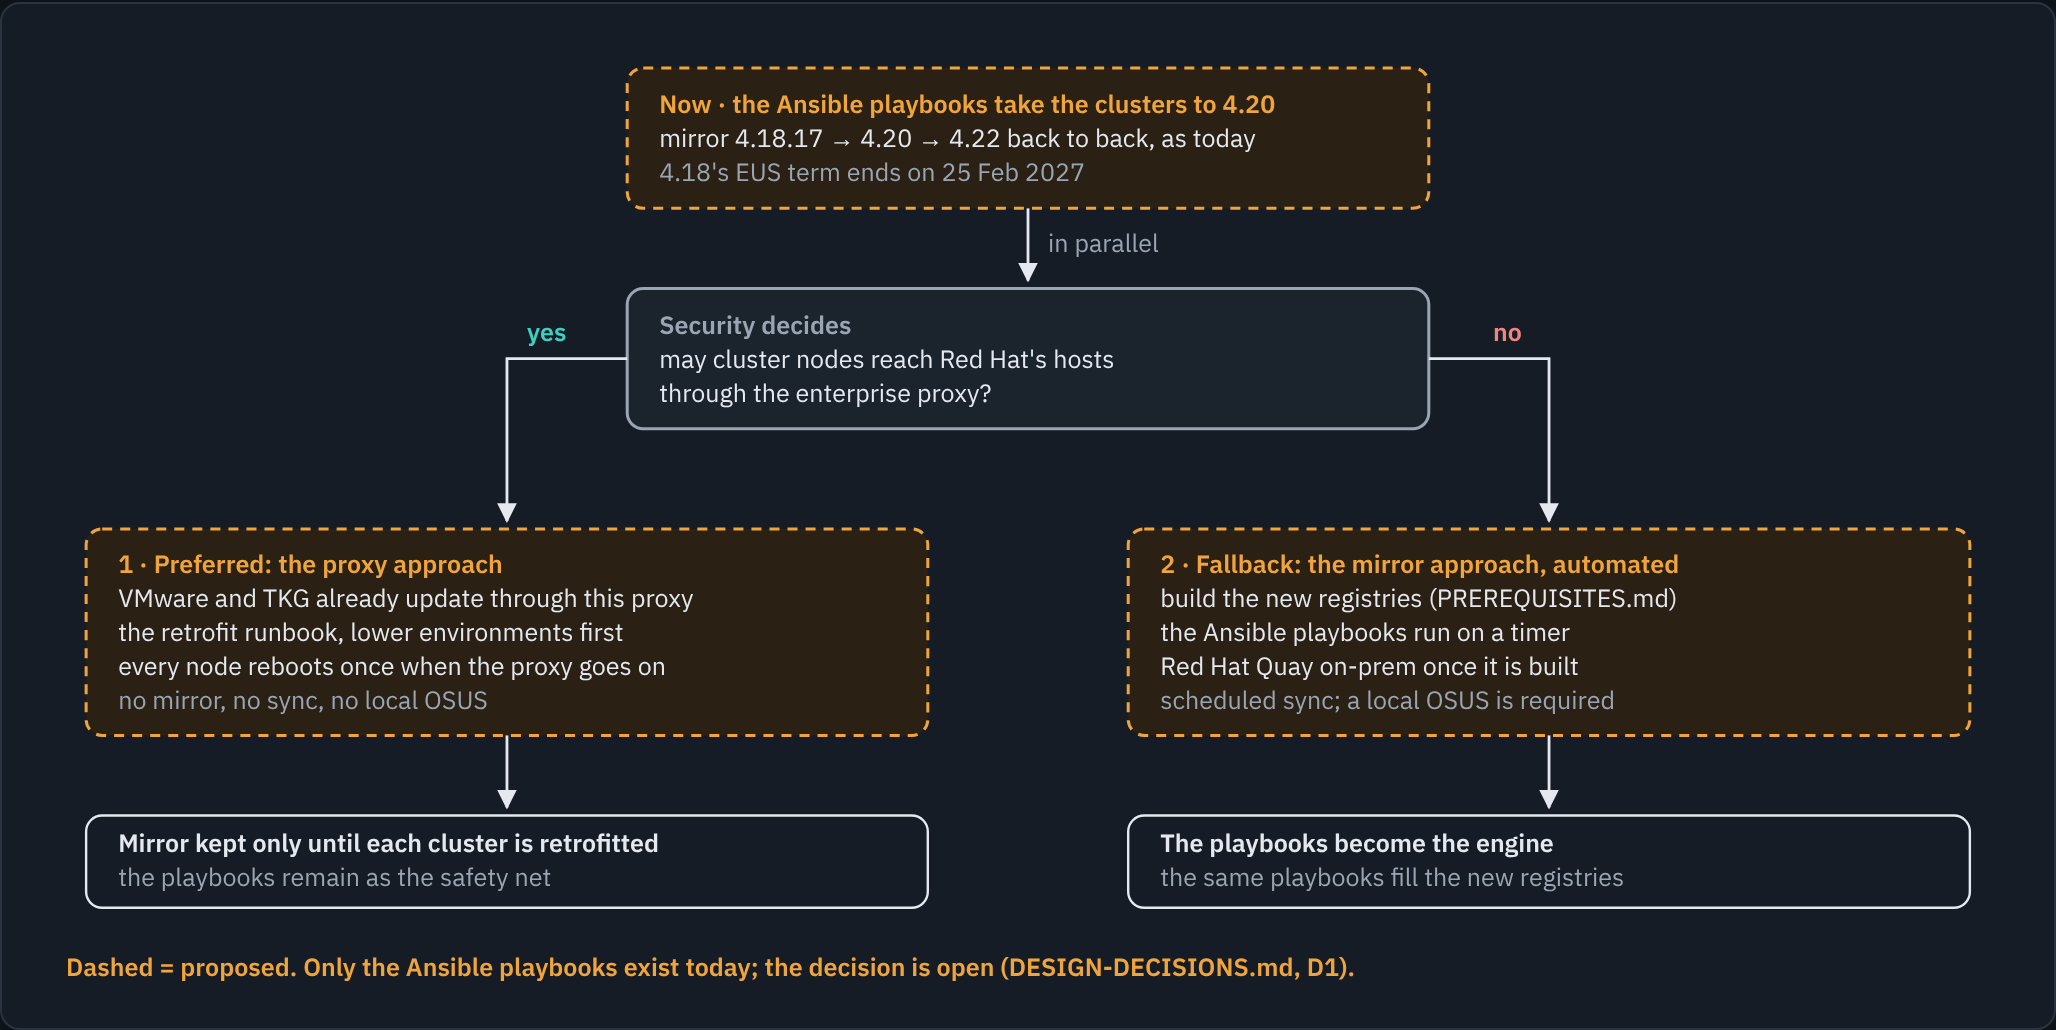 Now · the Ansible playbooks take the clusters to 4.20
mirror 4.18.17 → 4.20 → 4.22 back to back, as today
4.18's EUS term ends on 25 Feb 2027
in parallel
Security decides
may cluster nodes reach Red Hat's hosts
through the enterprise proxy?
yes
no
1 · Preferred: the proxy approach
VMware and TKG already update through this proxy
the retrofit runbook, lower environments first
every node reboots once when the proxy goes on
no mirror, no sync, no local OSUS
2 · Fallback: the mirror approach, automated
build the new registries (PREREQUISITES.md)
the Ansible playbooks run on a timer
Red Hat Quay on-prem once it is built
scheduled sync; a local OSUS is required
Mirror kept only until each cluster is retrofitted
the playbooks remain as the safety net
The playbooks become the engine
the same playbooks fill the new registries
Dashed = proposed. Only the Ansible playbooks exist today; the decision is open (DESIGN-DECISIONS.md, D1).